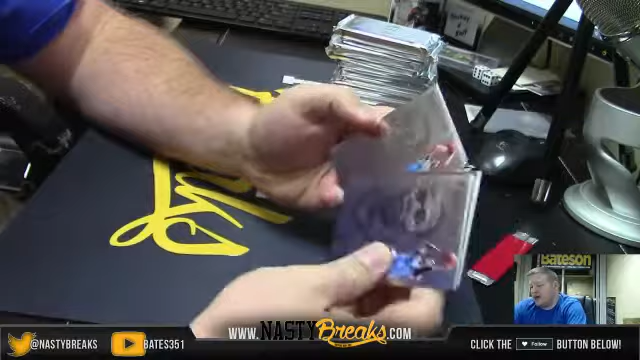 Bateson
@NASTYBREAKS
BATES351
WWW.NASTYBreaks.COM
CLICK THE Follow BUTTON BELOW!